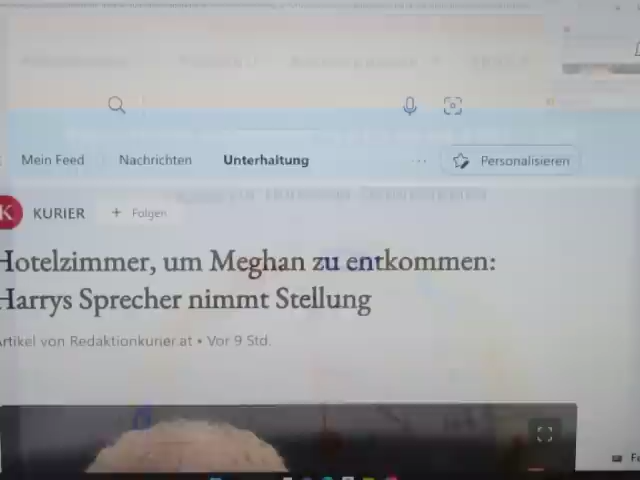 Mein Feed Nachrichten Unterhaltung ... Personalisieren
K KURIER + Folgen
Hotelzimmer, um Meghan zu entkommen:
Harrys Sprecher nimmt Stellung
Artikel von Redaktionkurier.at • Vor 9 Std.